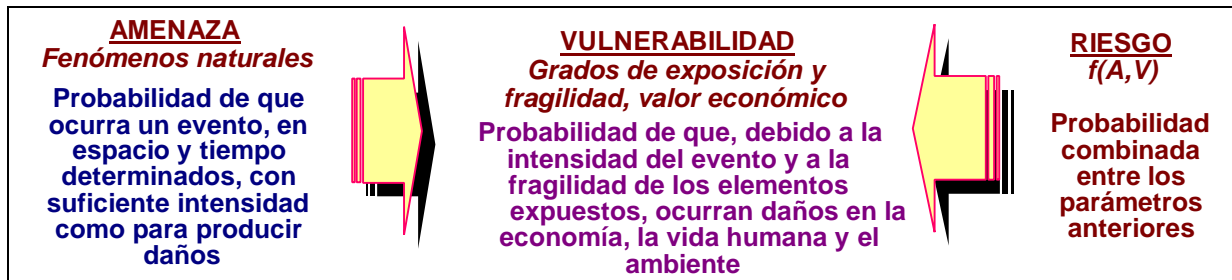 AMENAZA
Fenómenos naturales
Probabilidad de que
ocurra un evento, en
espacio y tiempo
determinados, con
suficiente intensidad
como para producir
daños
VULNERABILIDAD
Grados de exposición y
fragilidad, valor económico
Probabilidad de que, debido a la
intensidad del evento y a la
fragilidad de los elementos
expuestos, ocurran daños en la
economía, la vida humana y el
ambiente
RIESGO
f(A,V)
Probabilidad
combinada
entre los
parámetros
anteriores